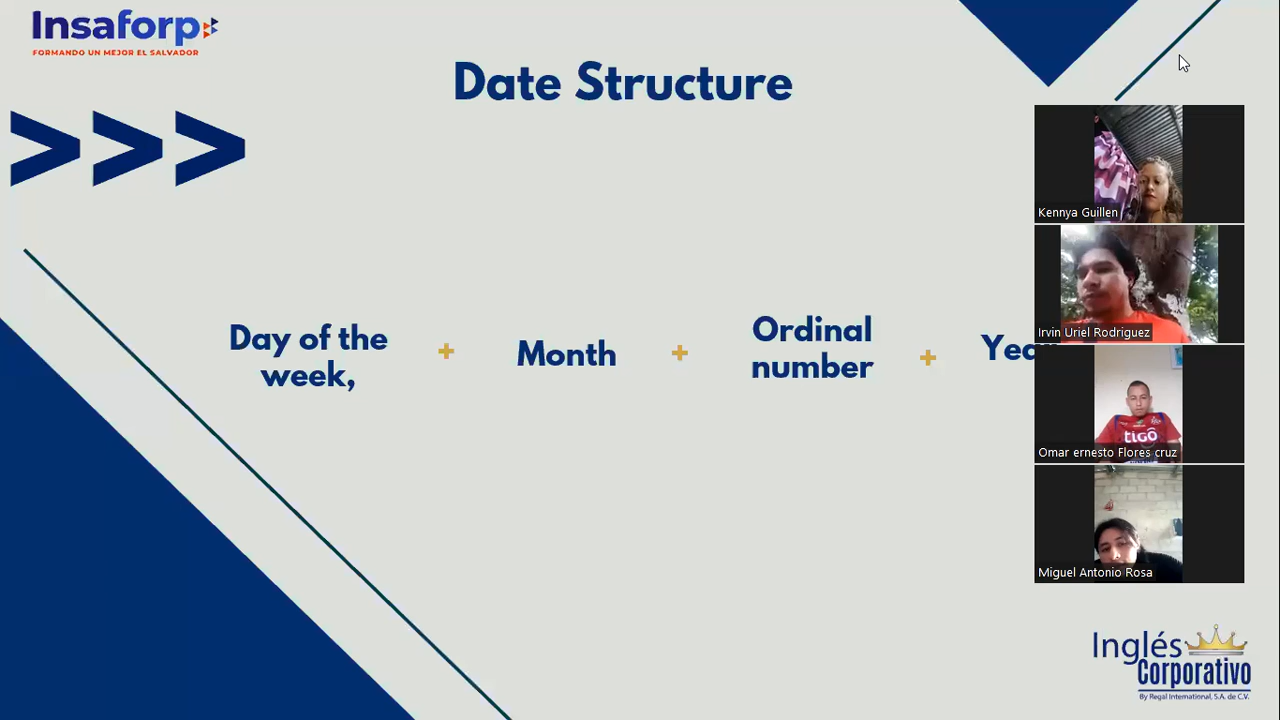 Insaforp
FORMANDO UN MEJOR EL SALVADOR
Date Structure
>>>
Day of the
week,
+
Month
+
Ordinal
number
+
Kennya Guillen
Irvin Uriel Rodriguez
Omar ernesto Flores cruz
tigo
Miguel Antonio Rosa
Inglés
Corporativo
By Regal International, S.A. de C.V.